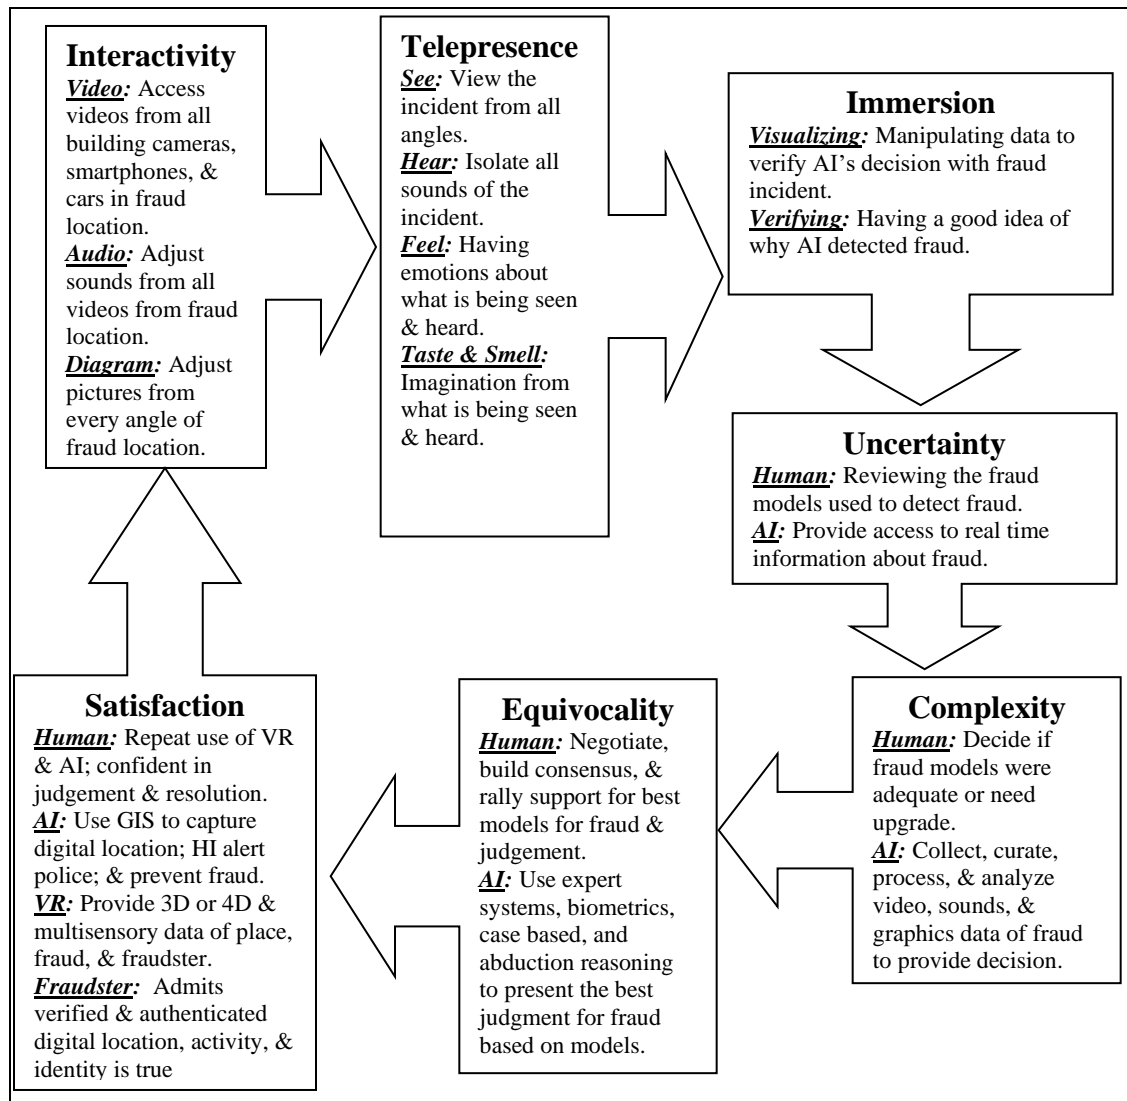 Interactivity
Video: Access
videos from all
building cameras,
smartphones, &
cars in fraud
location.
Audio: Adjust
sounds from all
videos from fraud
location.
Diagram: Adjust
pictures from
every angle of
fraud location.
Telepresence
See: View the
incident from all
angles.
Hear: Isolate all
sounds of the
incident.
Feel: Having
emotions about
what is being seen
& heard.
Taste & Smell:
Imagination from
what is being seen
& heard.
Immersion
Visualizing: Manipulating data to
verify AI’s decision with fraud
incident.
Verifying: Having a good idea of
why AI detected fraud.
Uncertainty
Human: Reviewing the fraud
models used to detect fraud.
AI: Provide access to real time
information about fraud.
Complexity
Human: Decide if
fraud models were
adequate or need
upgrade.
AI: Collect, curate,
process, & analyze
video, sounds, &
graphics data of fraud
to provide decision.
Equivocality
Human: Negotiate,
build consensus, &
rally support for best
models for fraud &
judgement.
AI: Use expert
systems, biometrics,
case based, and
abduction reasoning
to present the best
judgment for fraud
based on models.
Satisfaction
Human: Repeat use of VR
& AI; confident in
judgement & resolution.
AI: Use GIS to capture
digital location; HI alert
police; & prevent fraud.
VR: Provide 3D or 4D &
multisensory data of place,
fraud, & fraudster.
Fraudster: Admits
verified & authenticated
digital location, activity, &
identity is true